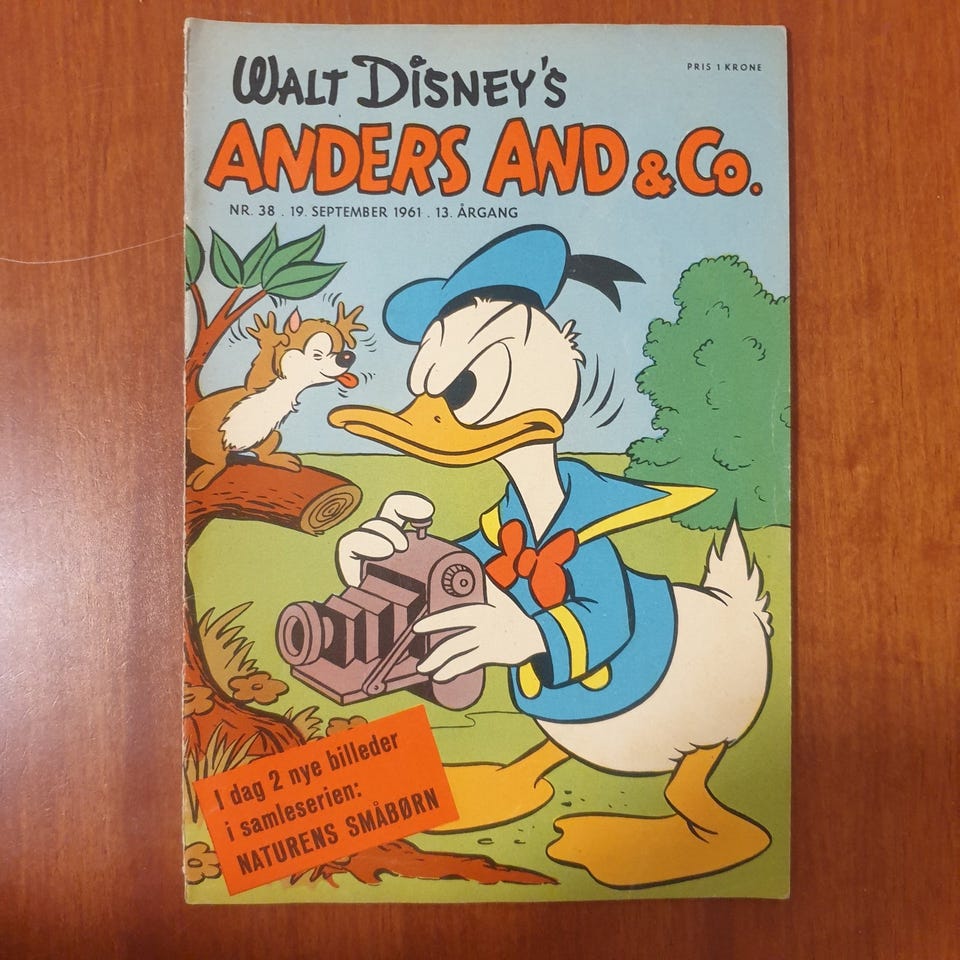 WALT DISNEY'S
PRIS 1 KRONE
ANDERS AND & CO.
NR. 38 . 19. SEPTEMBER 1961 . 13. ÅRGANG
I dag 2 nye billeder
i samleserien:
NATURENS SMÅBØRN